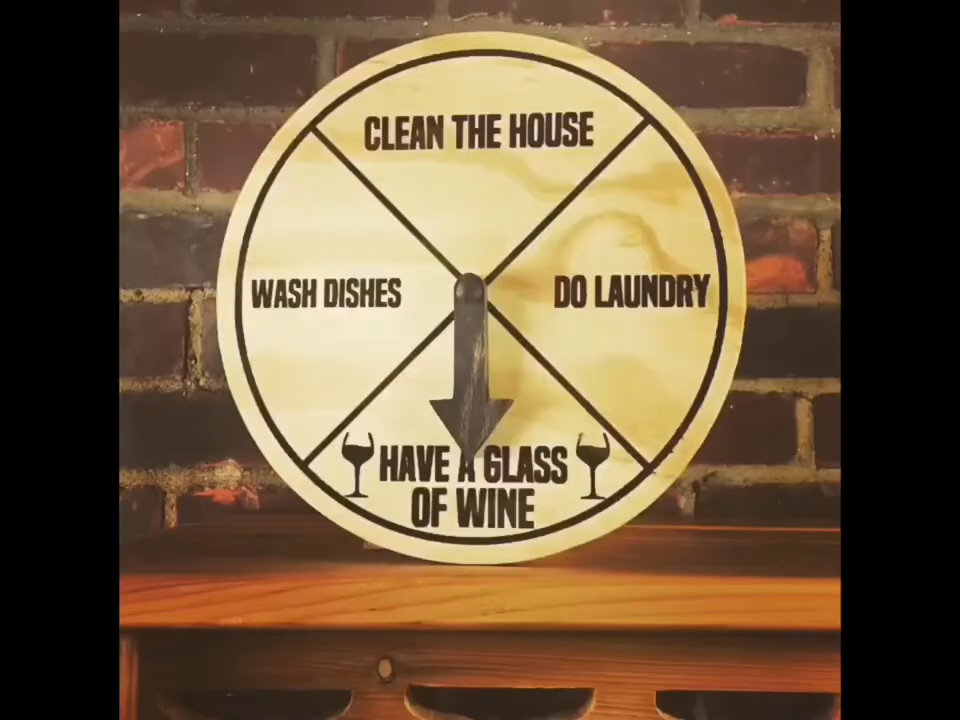 CLEAN THE HOUSE
WASH DISHES
DO LAUNDRY
HAVE A GLASS
OF WINE